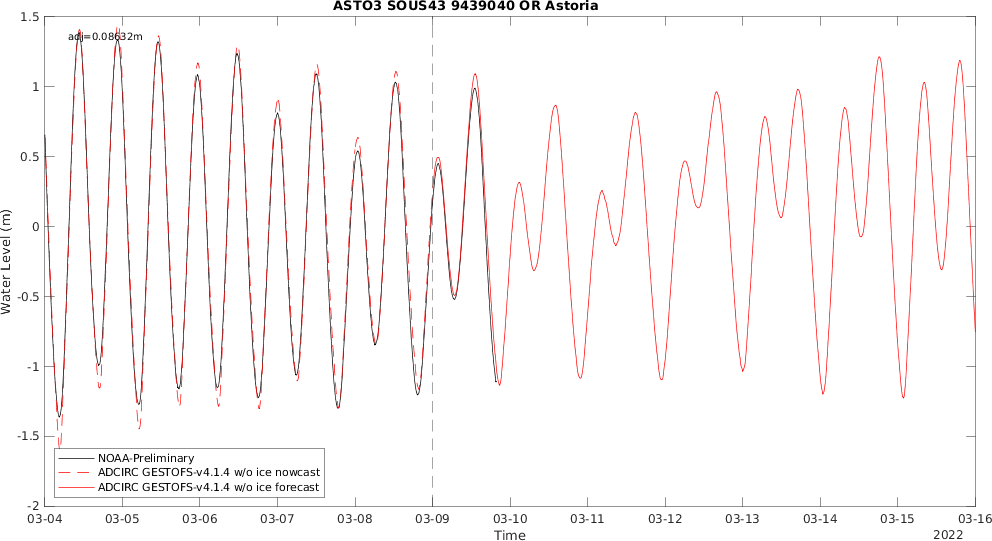 ASTO3 SOUS43 9439040 OR Astoria
adj=0.08632m
Water Level (m)
1.5
1
0.5
0
-0.5
-1
-1.5
-2
NOAA-Preliminary
ADCIRC GESTOFS-v4.1.4 w/o ice nowcast
ADCIRC GESTOFS-v4.1.4 w/o ice forecast
03-04 03-05 03-06 03-07 03-08 03-09 03-10 03-11 03-12 03-13 03-14 03-15 03-16
Time
2022